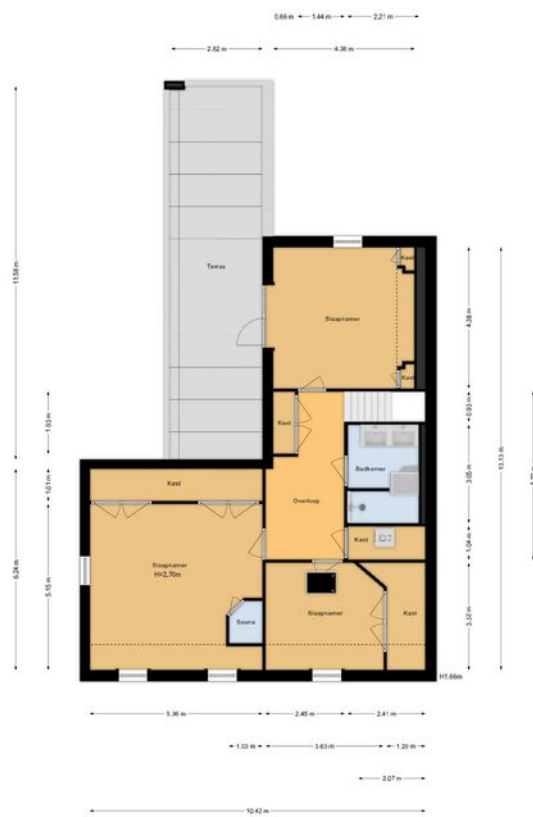 0.66 m
1.44 m
2.21 m
2.82 m
4.36 m
11.58 m
Terras
Kast
Slaapkamer
4.38 m
Kast
1.93 m
0.93 m
13.13 m
Kast
Badkamer
3.05 m
1.01 m
Kast
Overloop
6.24 m
5.15 m
Slaapkamer
H=2,70m
Kast
1.04 m
Slaapkamer
Kast
Sauna
3.32 m
H1.66m
5.36 m
2.45 m
2.41 m
1.03 m
3.63 m
1.20 m
2.07 m
10.42 m